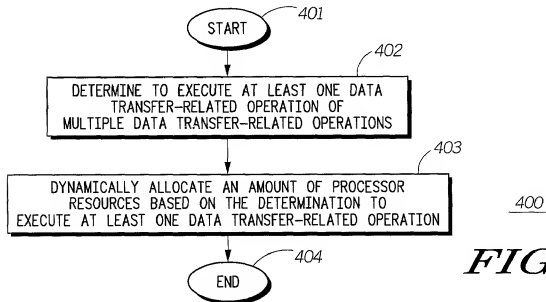 401
START
402
DETERMINE TO EXECUTE AT LEAST ONE DATA
TRANSFER-RELATED OPERATION OF
MULTIPLE DATA TRANSFER-RELATED OPERATIONS
403
DYNAMICALLY ALLOCATE AN AMOUNT OF PROCESSOR
RESOURCES BASED ON THE DETERMINATION TO
EXECUTE AT LEAST ONE DATA TRANSFER-RELATED OPERATION
400
404
END
FIG